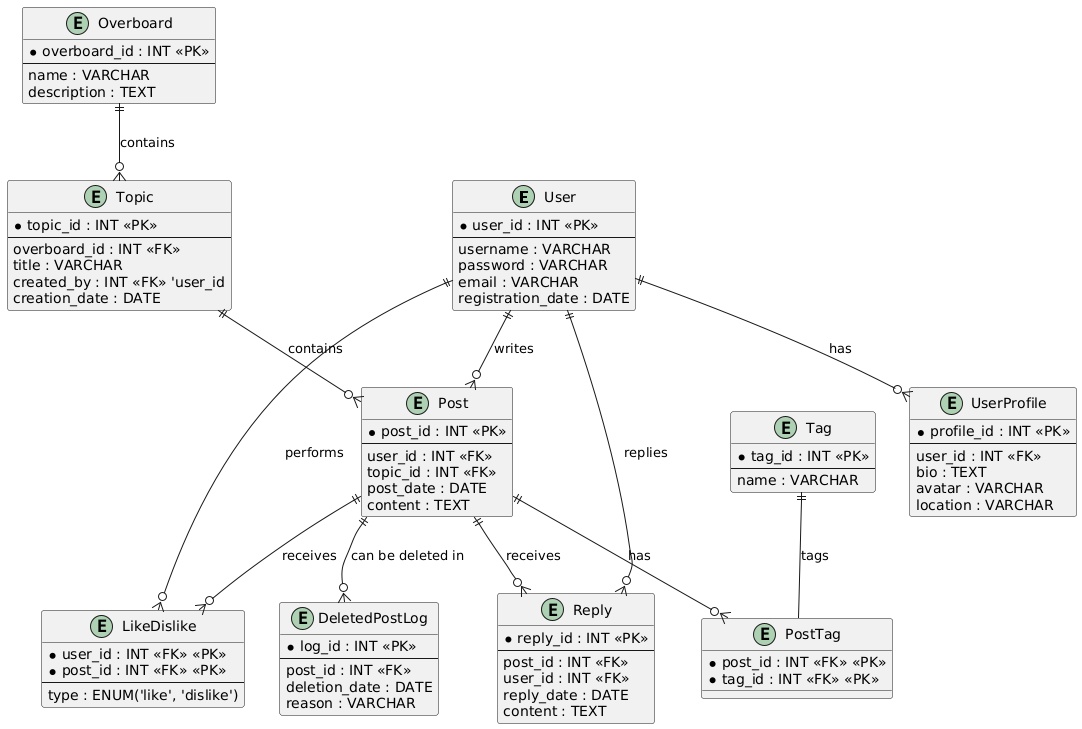 E Overboard
* overboard_id : INT «PK»
name : VARCHAR
description : TEXT
contains
E Topic
* topic_id : INT «PK»
overboard_id : INT «FK»
title : VARCHAR
created_by : INT «FK» 'user_id
creation_date : DATE
E User
* user_id : INT «PK»
username : VARCHAR
password : VARCHAR
email : VARCHAR
registration_date : DATE
contains
writes
has
E Post
* post_id : INT «PK»
user_id : INT «FK»
topic_id : INT «FK»
post_date : DATE
content : TEXT
E Tag
* tag_id : INT «PK»
name : VARCHAR
E UserProfile
* profile_id : INT «PK»
user_id : INT «FK»
bio : TEXT
avatar : VARCHAR
location : VARCHAR
performs
replies
receives
can be deleted in
receives
has
tags
E LikeDislike
* user_id : INT «FK» «PK»
* post_id : INT «FK» «PK»
type : ENUM('like', 'dislike')
E DeletedPostLog
* log_id : INT «PK»
post_id : INT «FK»
deletion_date : DATE
reason : VARCHAR
E Reply
* reply_id : INT «PK»
post_id : INT «FK»
user_id : INT «FK»
reply_date : DATE
content : TEXT
E PostTag
* post_id : INT «FK» «PK»
* tag_id : INT «FK» «PK»